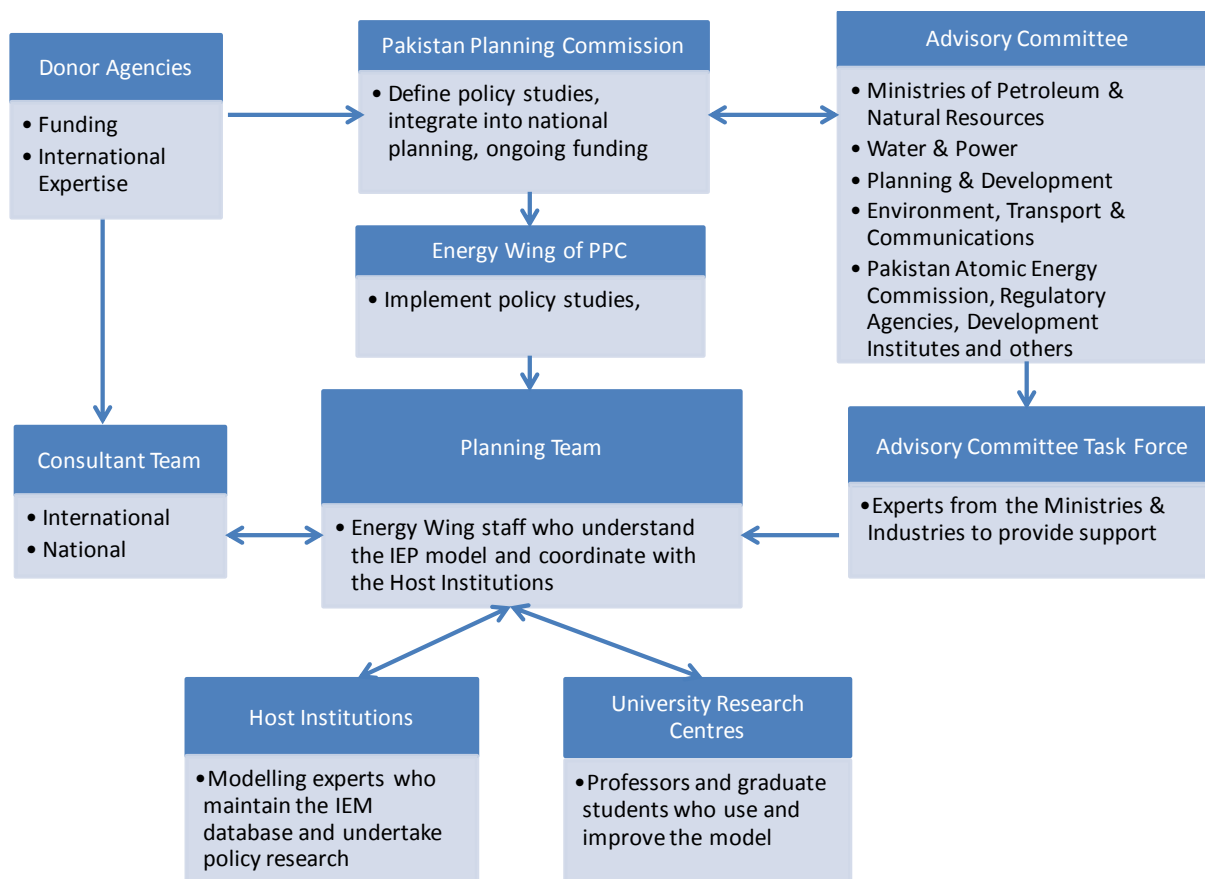 Donor Agencies
• Funding
• International
Expertise
Pakistan Planning Commission
• Define policy studies,
integrate into national
planning, ongoing funding
Advisory Committee
• Ministries of Petroleum &
Natural Resources
• Water & Power
• Planning & Development
• Environment, Transport &
Communications
• Pakistan Atomic Energy
Commission, Regulatory
Agencies, Development
Institutes and others
Energy Wing of PPC
• Implement policy studies,
Consultant Team
• International
• National
Planning Team
• Energy Wing staff who understand
the IEP model and coordinate with
the Host Institutions
Advisory Committee Task Force
•Experts from the Ministries &
Industries to provide support
Host Institutions
•Modelling experts who
maintain the IEM
database and undertake
policy research
University Research
Centres
•Professors and graduate
students who use and
improve the model